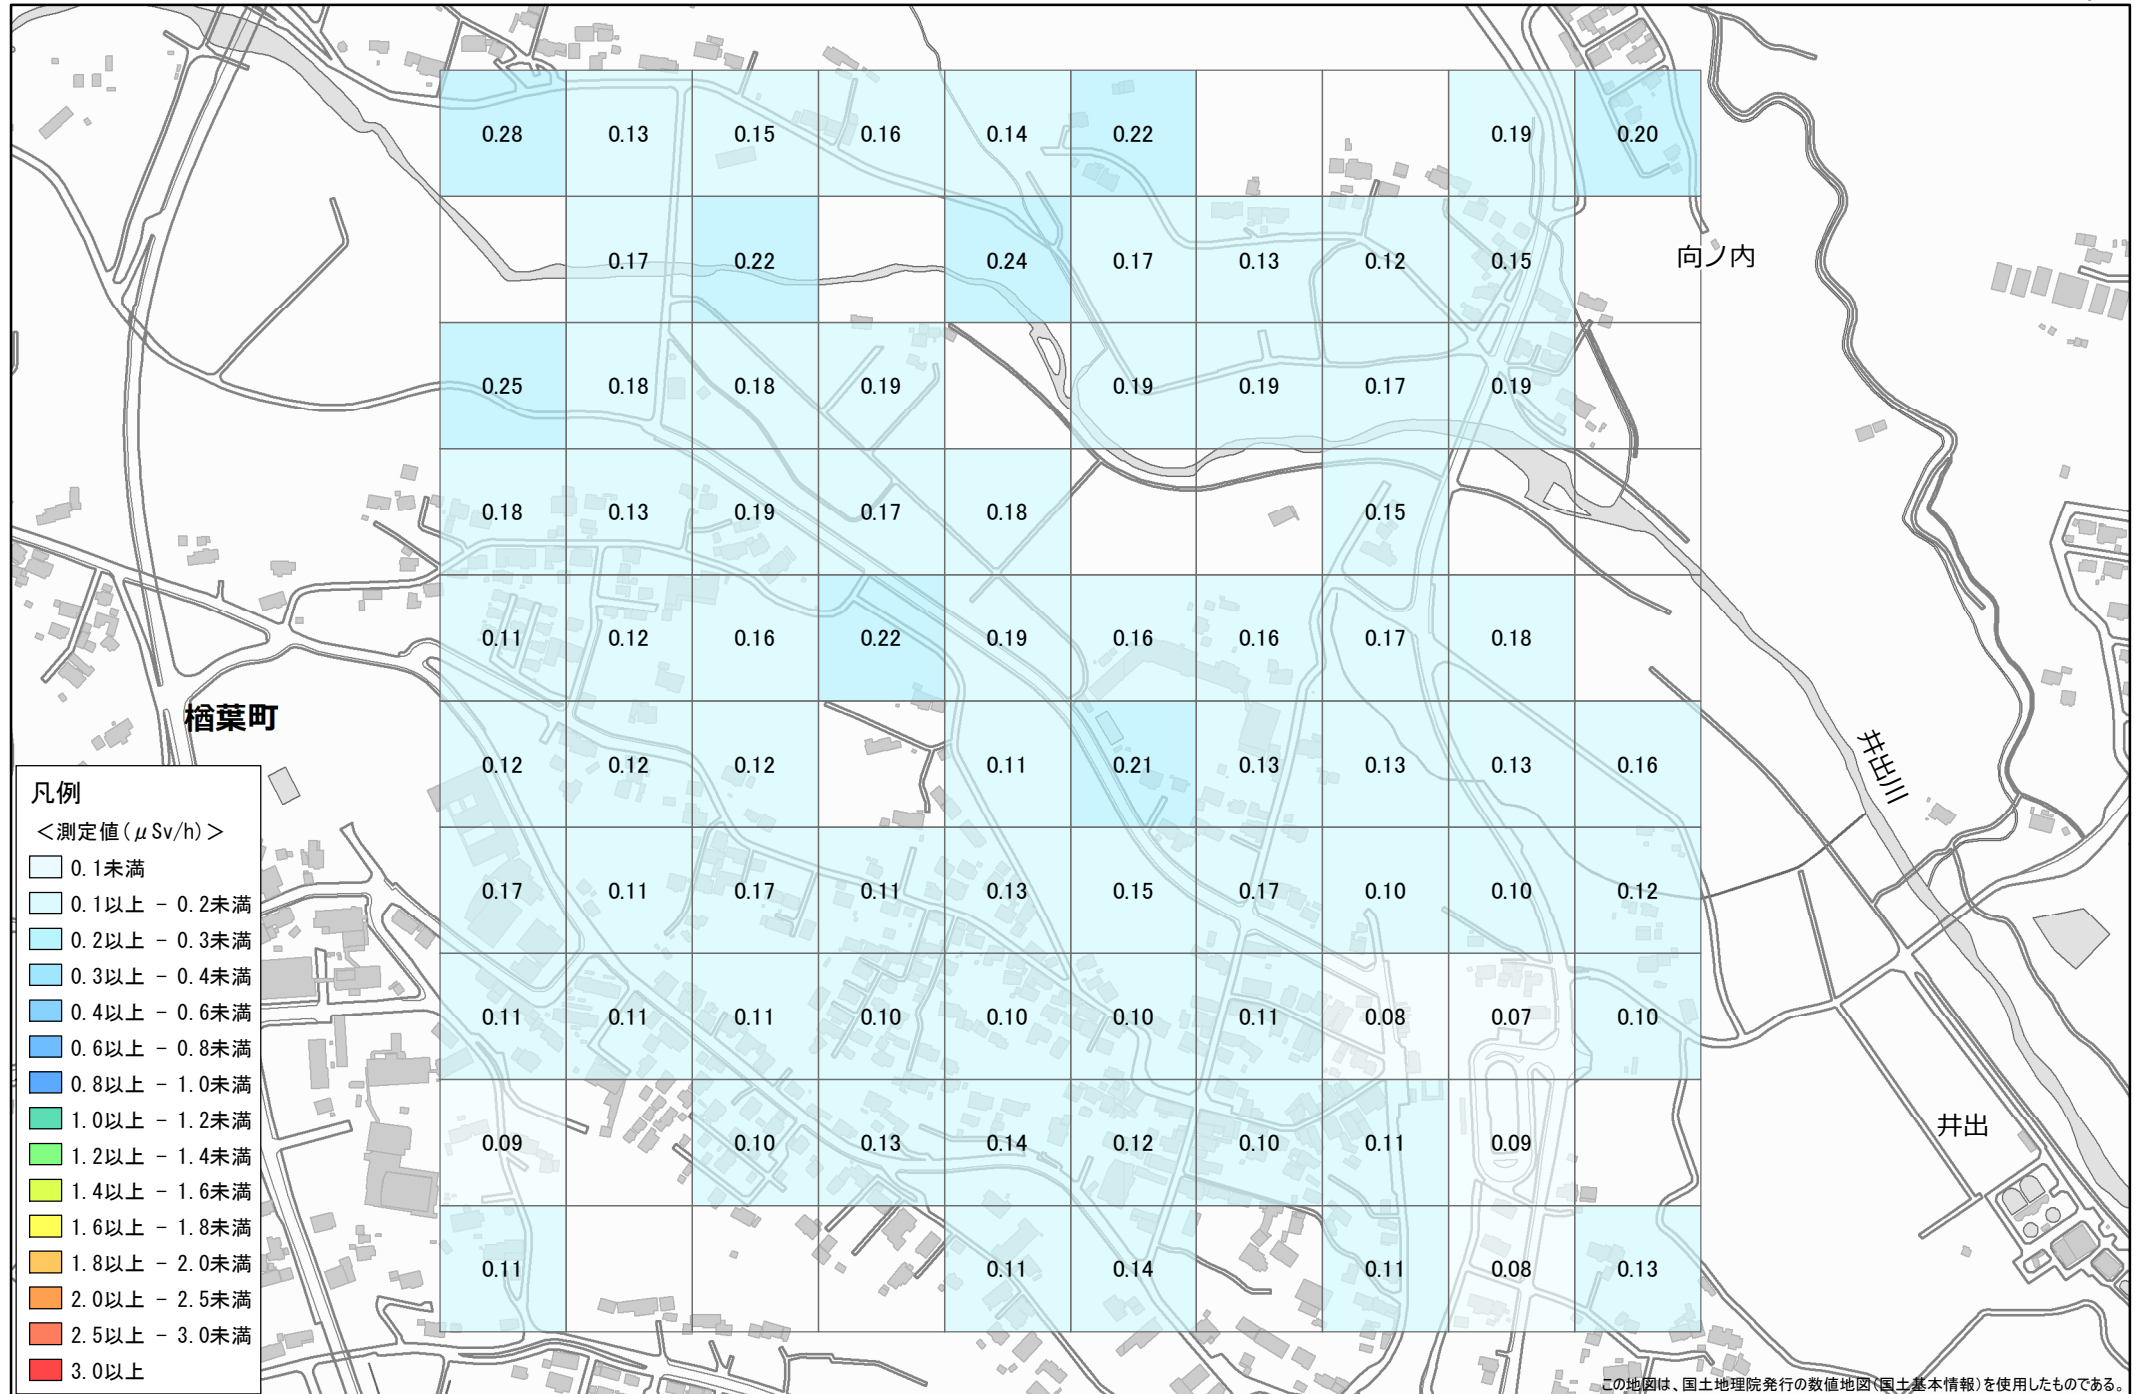 0.28 0.13 0.15 0.16 0.14 0.22 0.19 0.20
0.17 0.22 0.24 0.17 0.13 0.12 0.15
向ノ内
0.25 0.18 0.18 0.19 0.19 0.19 0.17 0.19
0.18 0.13 0.19 0.17 0.18 0.15
0.11 0.12 0.16 0.22 0.19 0.16 0.16 0.17 0.18
楢葉町
0.12 0.12 0.12 0.11 0.21 0.13 0.13 0.13 0.16
井出川
0.17 0.11 0.17 0.11 0.13 0.15 0.17 0.10 0.10 0.12
0.11 0.11 0.11 0.10 0.10 0.10 0.11 0.08 0.07 0.10
0.09 0.10 0.13 0.14 0.12 0.10 0.11 0.09
井出
0.11 0.11 0.14 0.11 0.08 0.13
凡例
＜測定値(μSv/h)＞
0.1未満
0.1以上 - 0.2未満
0.2以上 - 0.3未満
0.3以上 - 0.4未満
0.4以上 - 0.6未満
0.6以上 - 0.8未満
0.8以上 - 1.0未満
1.0以上 - 1.2未満
1.2以上 - 1.4未満
1.4以上 - 1.6未満
1.6以上 - 1.8未満
1.8以上 - 2.0未満
2.0以上 - 2.5未満
2.5以上 - 3.0未満
3.0以上
この地図は、国土地理院発行の数値地図(国土基本情報)を使用したものである。